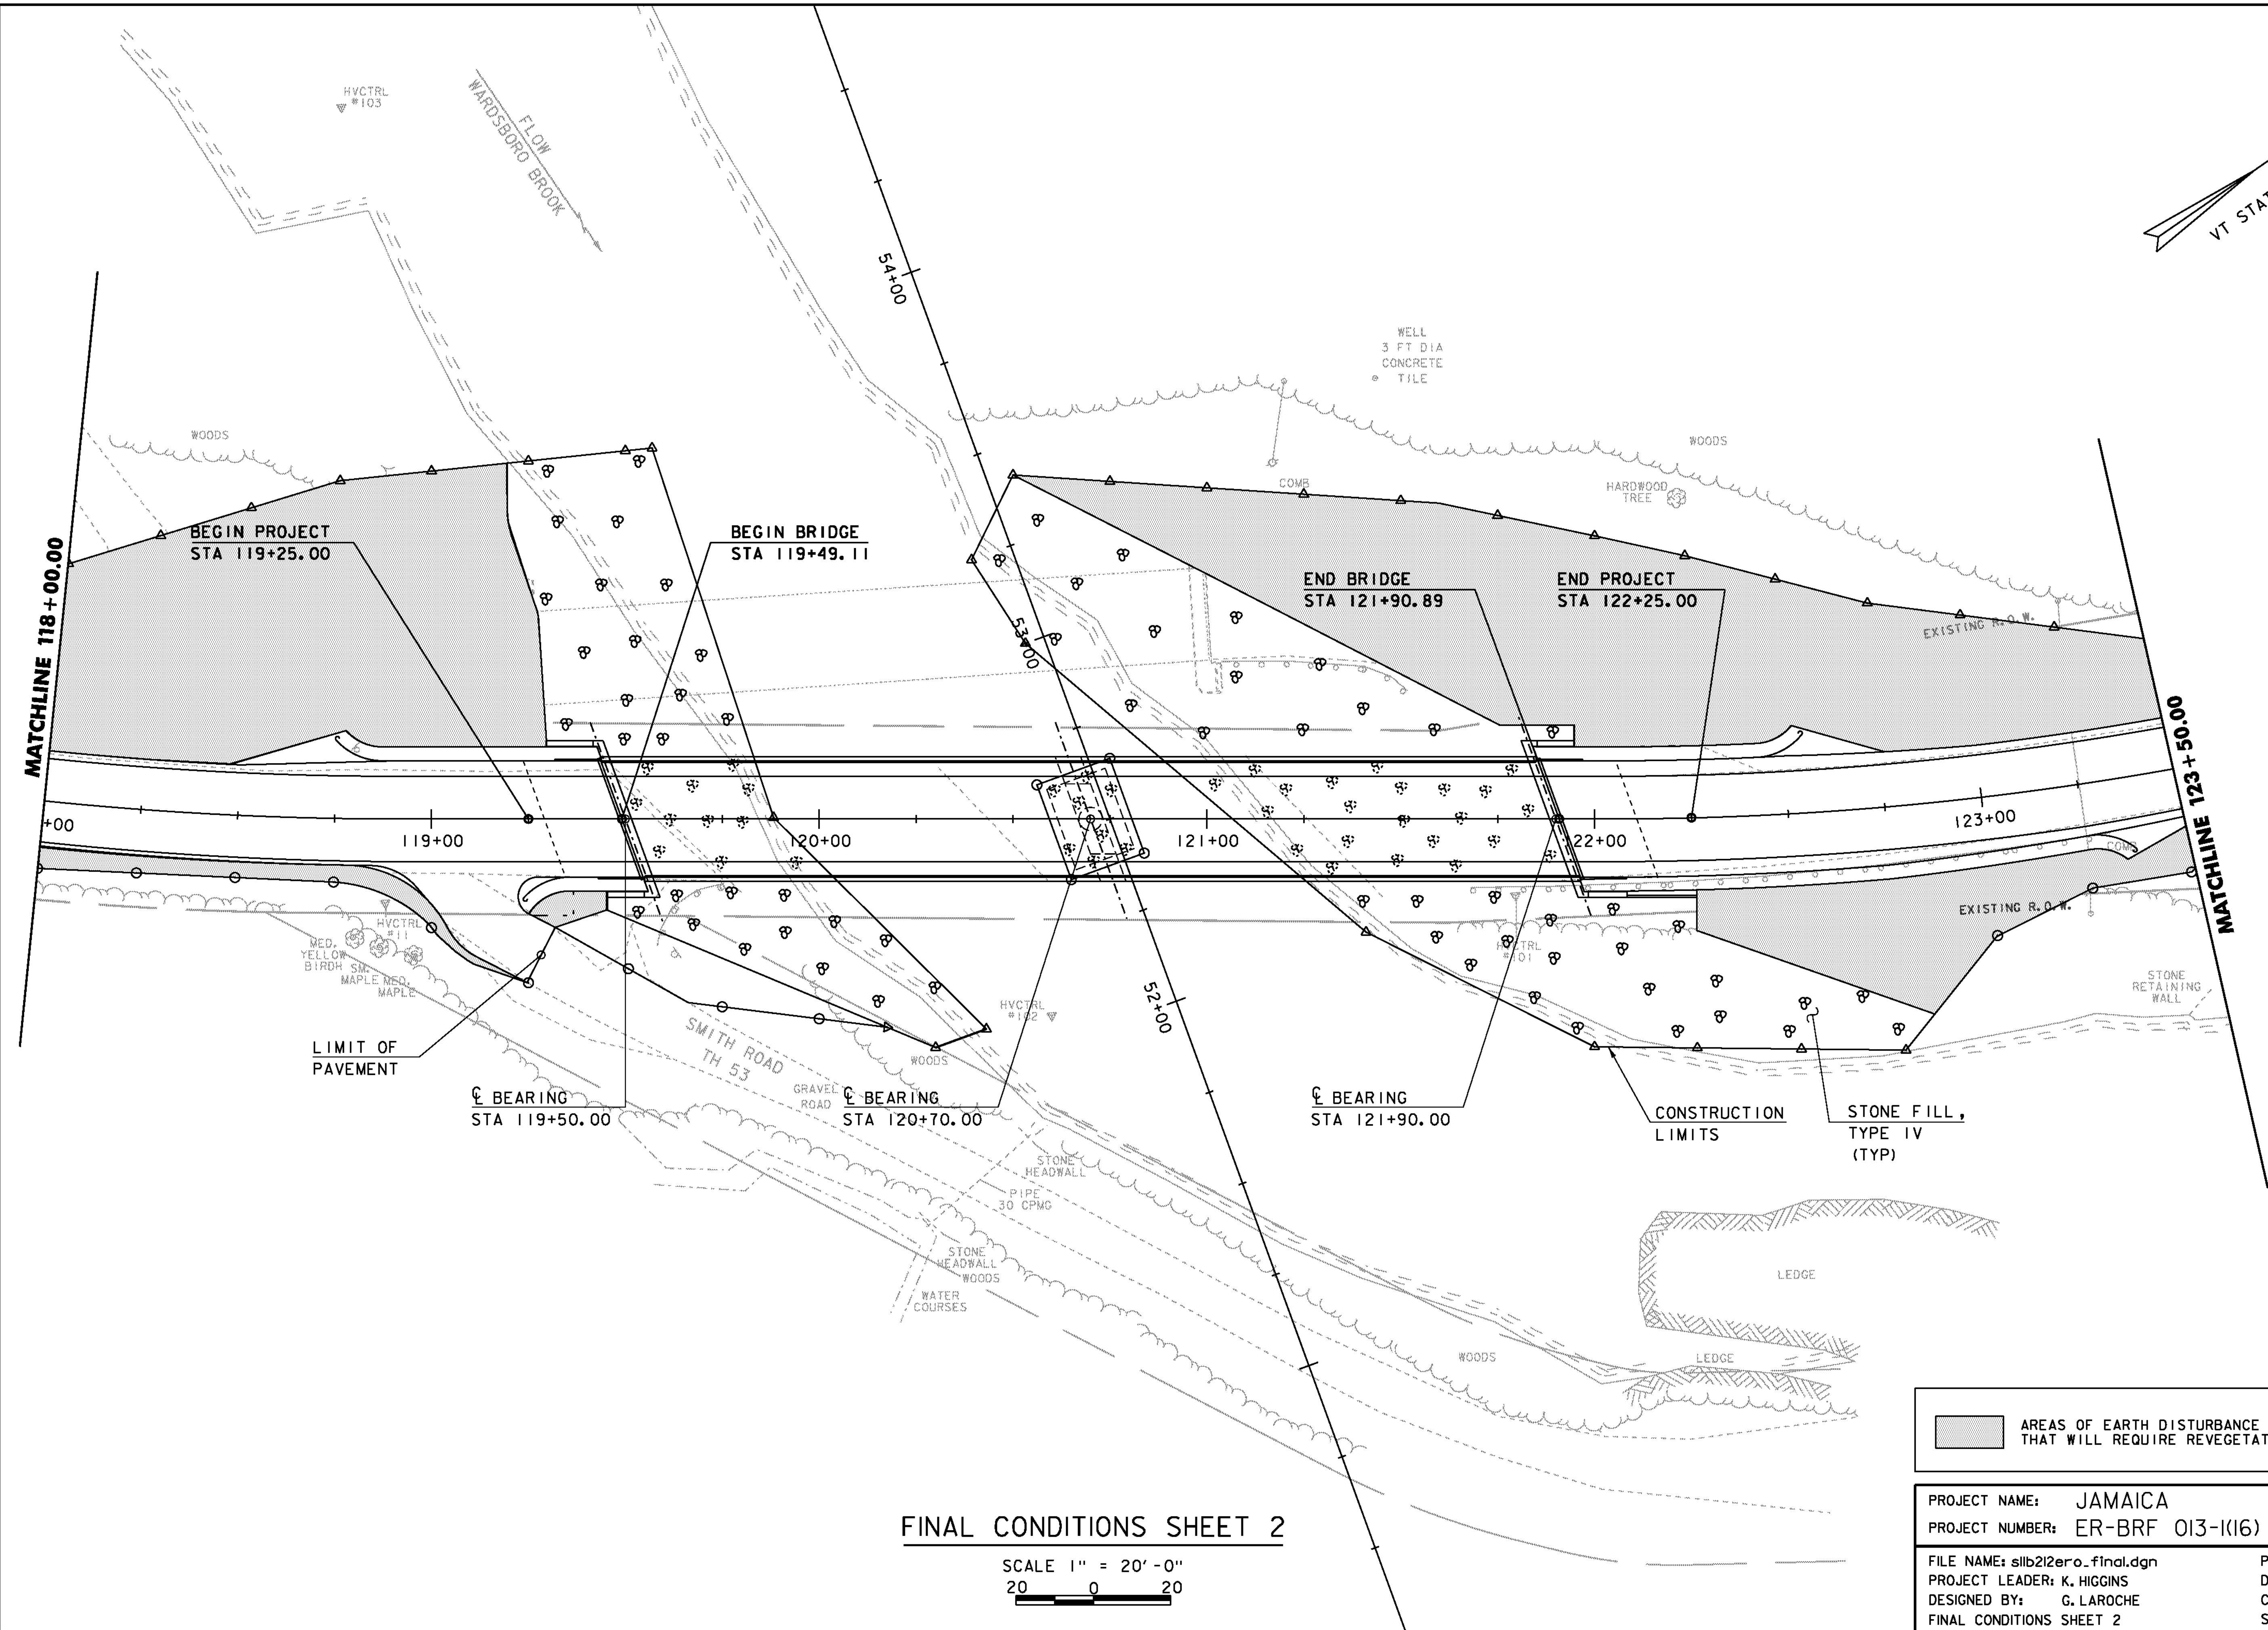 HVCTRL
#103
FLOW
WARDSBORO BROOK
54+00
WELL
3 FT DIA
CONCRETE
TILE
WOODS
WOODS
COMB
HARDWOOD
TREE
BEGIN PROJECT
STA 119+25.00
BEGIN BRIDGE
STA 119+49.11
END BRIDGE
STA 121+90.89
END PROJECT
STA 122+25.00
EXISTING R.O.W.
MATCHLINE 118+00.00
53+00
MATCHLINE 123+50.00
+00
119+00
120+00
121+00
22+00
123+00
COMB
HVCTRL
#11
MED.
YELLOW
BIRDH
SM.
MAPLE
MED.
MAPLE
HVCTRL
#101
EXISTING R.O.W.
STONE
RETAINING
WALL
HVCTRL
#102
52+00
LIMIT OF
PAVEMENT
SMITH ROAD
TH 53
WOODS
GRAVEL
ROAD
℄ BEARING
STA 119+50.00
℄ BEARING
STA 120+70.00
℄ BEARING
STA 121+90.00
CONSTRUCTION
LIMITS
STONE FILL,
TYPE IV
(TYP)
STONE
HEADWALL
PIPE
30 CPMG
STONE
HEADWALL
WOODS
WATER
COURSES
LEDGE
WOODS
LEDGE
AREAS OF EARTH DISTURBANCE
THAT WILL REQUIRE REVEGETAT
PROJECT NAME: JAMAICA
PROJECT NUMBER: ER-BRF 013-1(16)
FILE NAME: s11b212ero_final.dgn
PROJECT LEADER: K. HIGGINS
DESIGNED BY: G. LAROCHE
FINAL CONDITIONS SHEET 2
FINAL CONDITIONS SHEET 2
SCALE 1" = 20'-0"
20 0 20
VT STAT